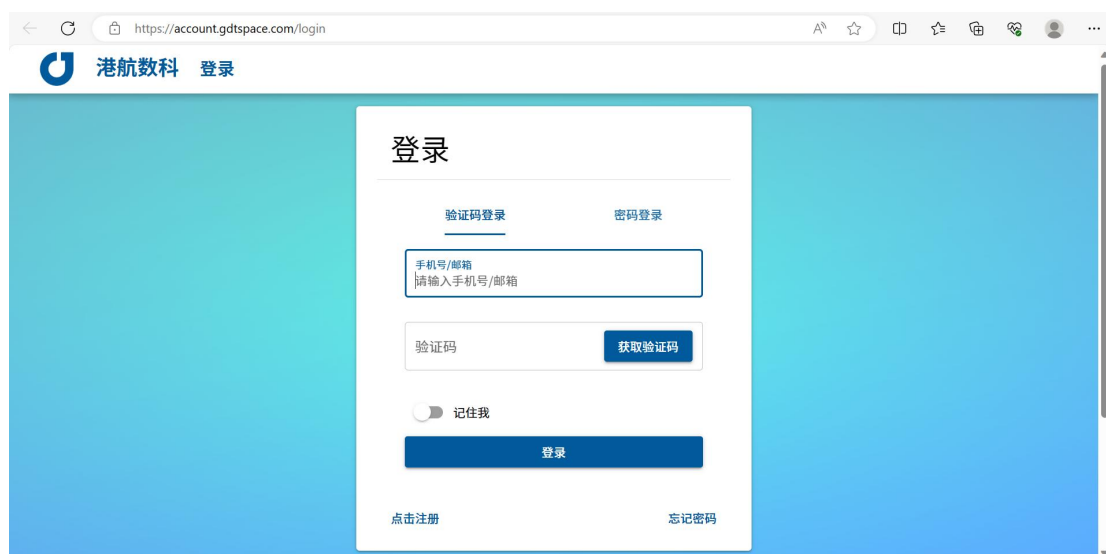 https://account.gdtspace.com/login
港航数科 登录
登录
验证码登录 密码登录
手机号/邮箱
请输入手机号/邮箱
验证码 获取验证码
记住我
登录
点击注册 忘记密码